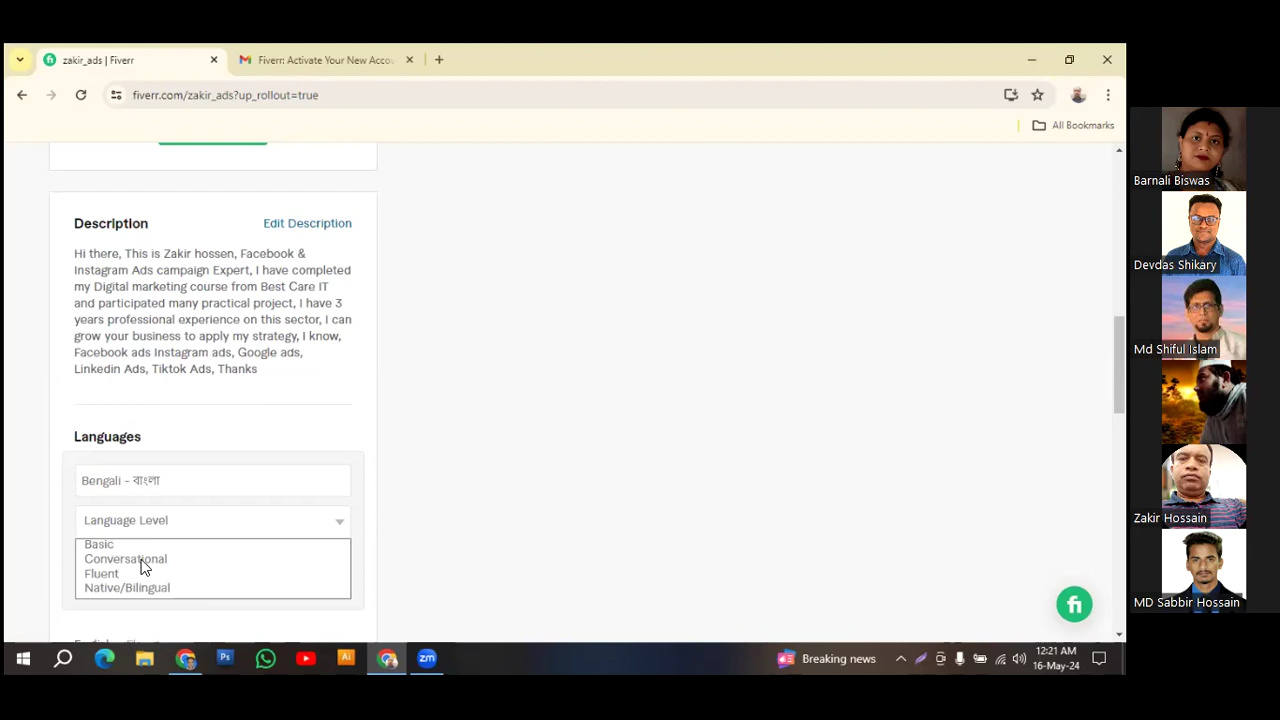 zakir_ads | Fiverr
Fiverr: Activate Your New Acco
fiverr.com/zakir_ads?up_rollout=true
All Bookmarks
Description
Edit Description
Hi there, This is Zakir hossen, Facebook &
Instagram Ads campaign Expert, I have completed
my Digital marketing course from Best Care IT
and participated many practical project, I have 3
years professional experience on this sector, I can
grow your business to apply my strategy, I know,
Facebook ads Instagram ads, Google ads,
Linkedin Ads, Tiktok Ads, Thanks
Languages
Bengali - বাংলা
Language Level
Basic
Conversational
Fluent
Native/Bilingual
fi
Barnali Biswas
Devdas Shikary
Md Shiful Islam
Zakir Hossain
MD Sabbir Hossain
Ps
Ai
zm
Breaking news
12:21 AM
16-May-24